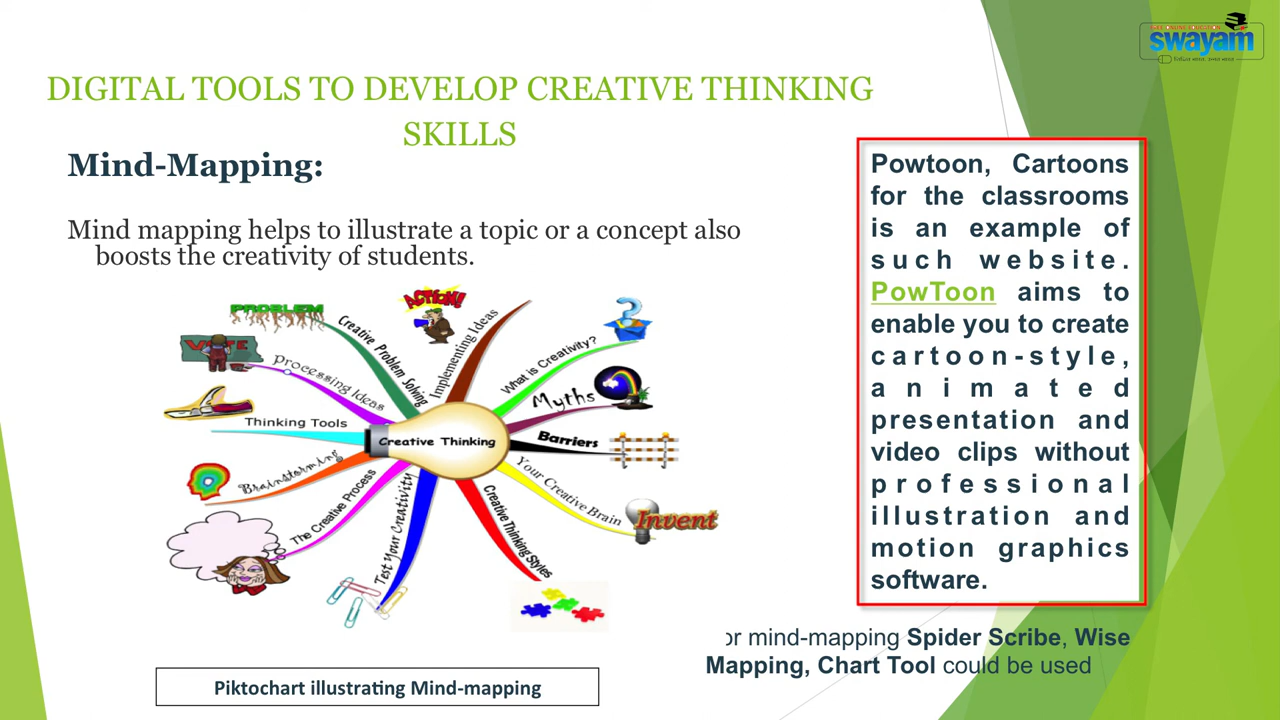 swayam
DIGITAL TOOLS TO DEVELOP CREATIVE THINKING
SKILLS
Mind-Mapping:
Mind mapping helps to illustrate a topic or a concept also
boosts the creativity of students.
PROBLEM
ACTION!
VOTE
Creative Problem Solving
Implementing Ideas
What is Creativity?
Processing Ideas
Myths
Thinking Tools
Creative Thinking
Barriers
Brainstorming
Your Creative Brain
The Creative Process
Invent
Test Your Creativity
Creative Thinking Styles
Piktochart illustrating Mind-mapping
Powtoon, Cartoons
for the classrooms
is an example of
such website.
PowToon aims to
enable you to create
cartoon-style,
animated
presentation and
video clips without
professional
illustration and
motion graphics
software.
or mind-mapping Spider Scribe, Wise
Mapping, Chart Tool could be used